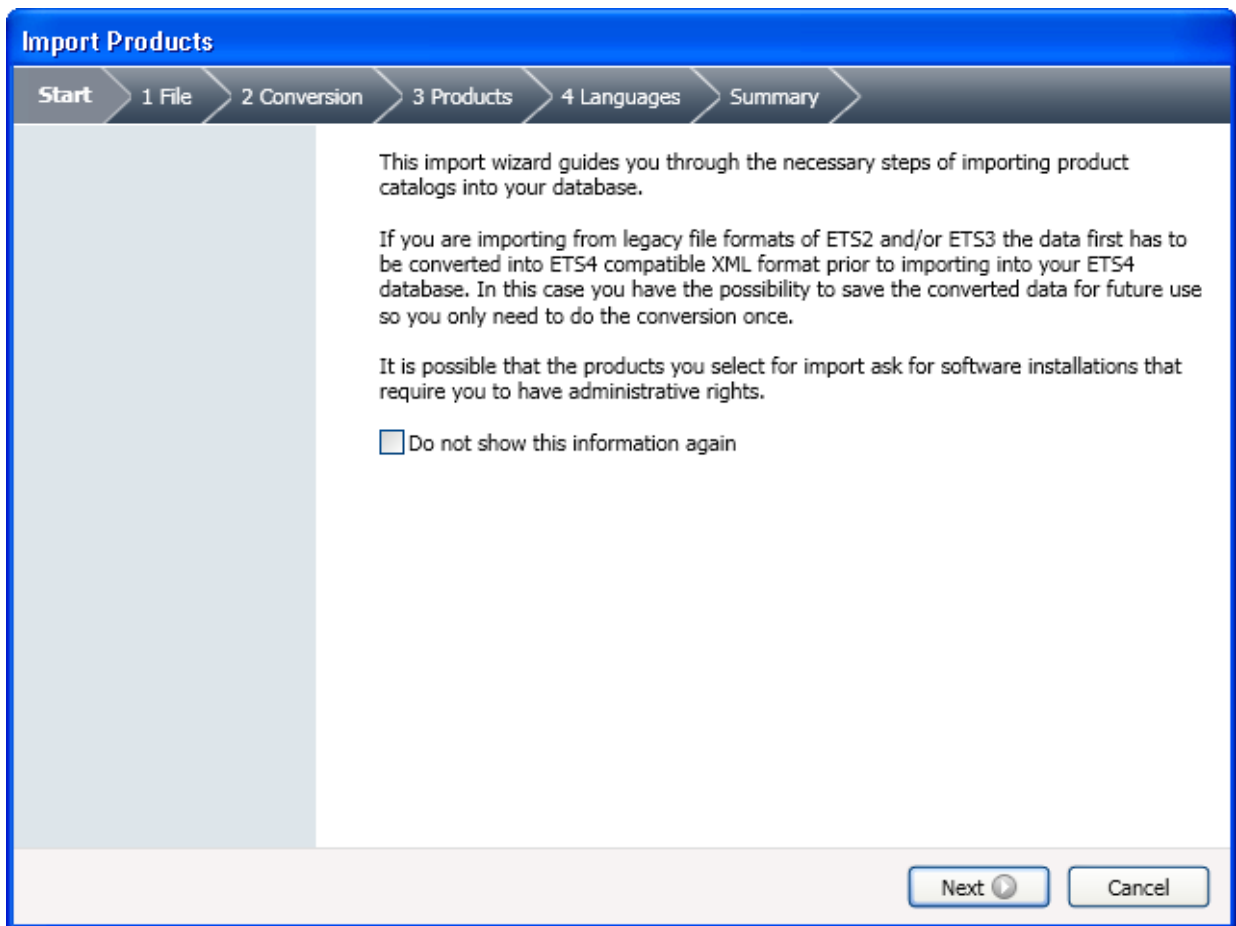 Import Products
Start 1 File 2 Conversion 3 Products 4 Languages Summary
This import wizard guides you through the necessary steps of importing product
catalogs into your database.
If you are importing from legacy file formats of ETS2 and/or ETS3 the data first has to
be converted into ETS4 compatible XML format prior to importing into your ETS4
database. In this case you have the possibility to save the converted data for future use
so you only need to do the conversion once.
It is possible that the products you select for import ask for software installations that
require you to have administrative rights.
Do not show this information again
Next Cancel